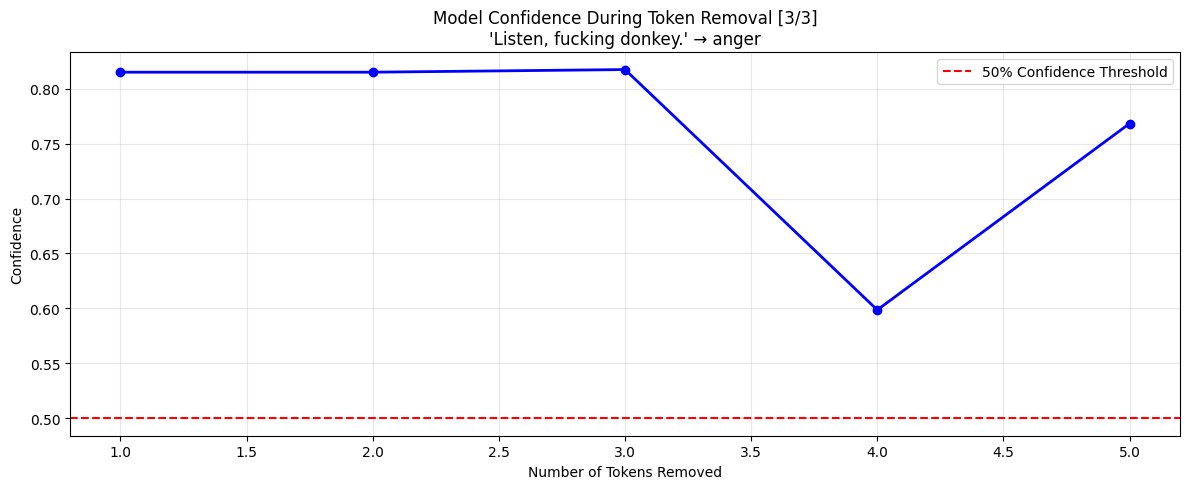 Model Confidence During Token Removal [3/3]
'Listen, fucking donkey.' → anger
50% Confidence Threshold
0.80
0.75
0.70
0.65
0.60
0.55
0.50
Confidence
1.0 1.5 2.0 2.5 3.0 3.5 4.0 4.5 5.0
Number of Tokens Removed